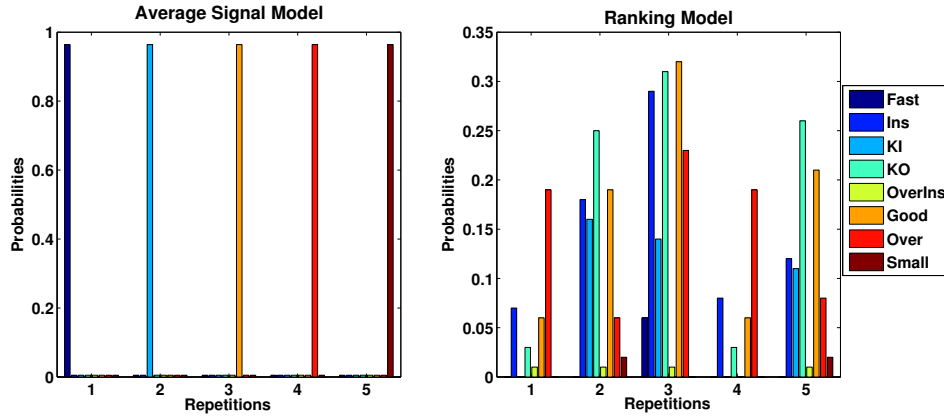 Average Signal Model
Probabilities
1
0.8
0.6
0.4
0.2
0
1 2 3 4 5
Repetitions
Ranking Model
Probabilities
0.35
0.3
0.25
0.2
0.15
0.1
0.05
0
1 2 3 4 5
Repetitions
Fast
Ins
KI
KO
OverIns
Good
Over
Small